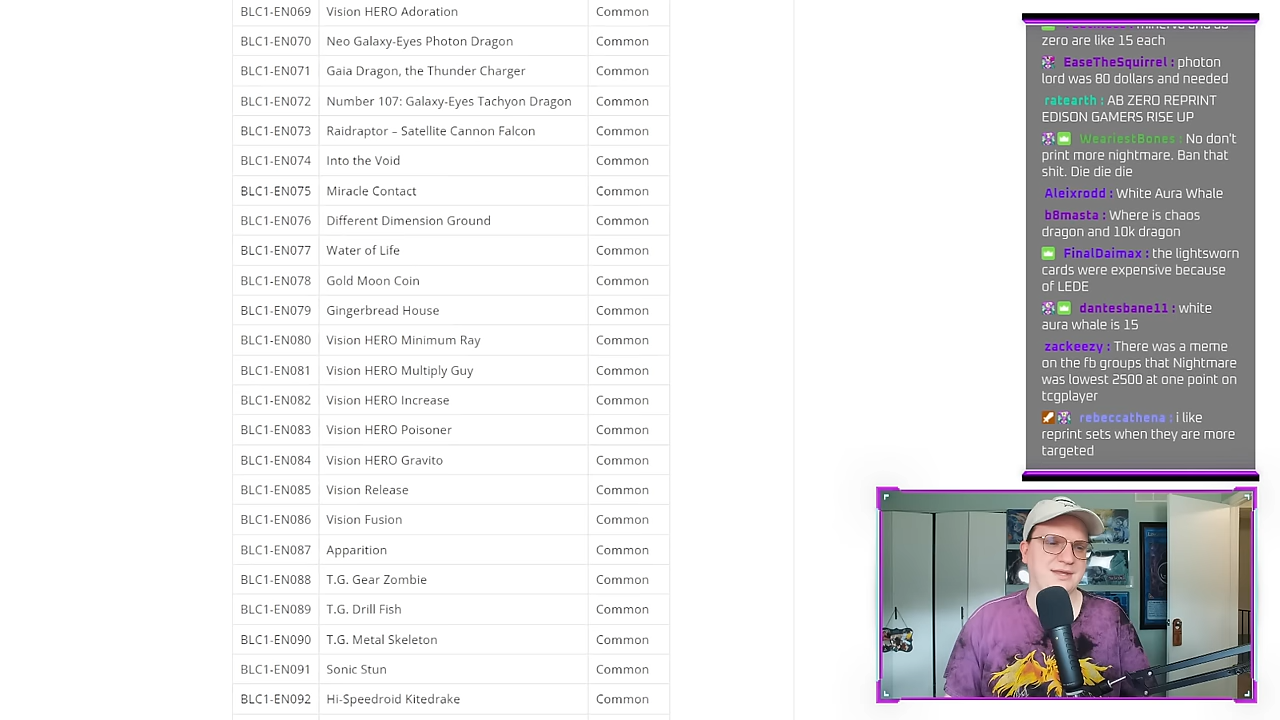 BLC1-EN069 Vision HERO Adoration Common
BLC1-EN070 Neo Galaxy-Eyes Photon Dragon Common
BLC1-EN071 Gaia Dragon, the Thunder Charger Common
BLC1-EN072 Number 107: Galaxy-Eyes Tachyon Dragon Common
BLC1-EN073 Raidraptor – Satellite Cannon Falcon Common
BLC1-EN074 Into the Void Common
BLC1-EN075 Miracle Contact Common
BLC1-EN076 Different Dimension Ground Common
BLC1-EN077 Water of Life Common
BLC1-EN078 Gold Moon Coin Common
BLC1-EN079 Gingerbread House Common
BLC1-EN080 Vision HERO Minimum Ray Common
BLC1-EN081 Vision HERO Multiply Guy Common
BLC1-EN082 Vision HERO Increase Common
BLC1-EN083 Vision HERO Poisoner Common
BLC1-EN084 Vision HERO Gravito Common
BLC1-EN085 Vision Release Common
BLC1-EN086 Vision Fusion Common
BLC1-EN087 Apparition Common
BLC1-EN088 T.G. Gear Zombie Common
BLC1-EN089 T.G. Drill Fish Common
BLC1-EN090 T.G. Metal Skeleton Common
BLC1-EN091 Sonic Stun Common
BLC1-EN092 Hi-Speedroid Kitedrake Common
zero are like 15 each
EaseTheSquirrel : photon
lord was 80 dollars and needed
ratearth : AB ZERO REPRINT
EDISON GAMERS RISE UP
WeariestBones : No don't
print more nightmare. Ban that
shit. Die die die
Aleixrodd : White Aura Whale
b8masta : Where is chaos
dragon and 10k dragon
FinalDaimax : the lightsworn
cards were expensive because
of LEDE
dantesbane11 : white
aura whale is 15
zackeezy : There was a meme
on the fb groups that Nightmare
was lowest 2500 at one point on
tcgplayer
rebeccathena : i like
reprint sets when they are more
targeted